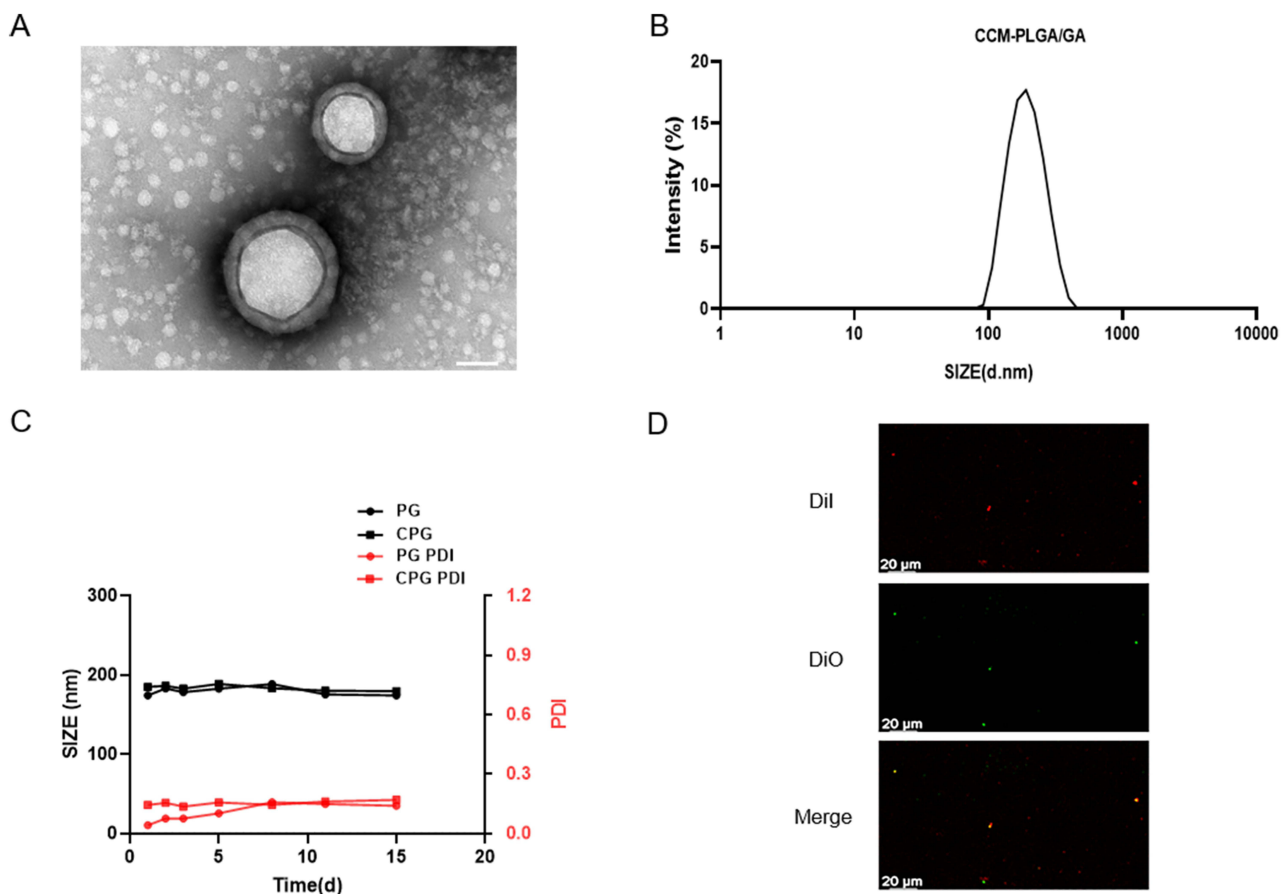 A
B
CCM-PLGA/GA
Intensity (%)
20
15
10
5
0
1
10
100
1000
10000
SIZE(d.nm)
C
PG
CPG
PG PDI
CPG PDI
SIZE (nm)
300
200
100
0
1.2
0.9
0.6
0.3
0.0
PDI
0
5
10
15
20
Time(d)
D
DiI
20 μm
DiO
20 μm
Merge
20 μm